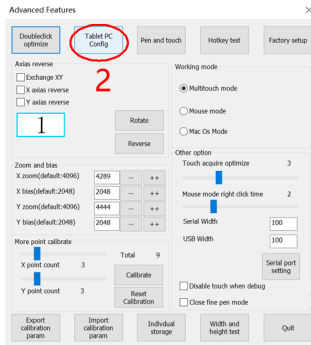 Advanced Features
Doubleclick
optimize
Tablet PC
Config
Pen and touch
Hotkey test
Factory setup
2
Axias reverse
Exchange XY
X axias reverse
Y axias reverse
1
Rotate
Reverse
Working mode
Multitouch mode
Mouse mode
Mac Os Mode
Zoom and bias
X zoom(default:4096) 4289 -- ++
X bias(default:2048) 2048 -- ++
Y zoom(default:4096) 4444 -- ++
Y bias(default:2048) 2048 -- ++
Other option
Touch acquire optimize 3
Mouse mode right click time 2
Serial Width 100
USB Width 100
Serial port
setting
Disable touch when debug
Close fine pen mode
More point calibrate
X point count 3
Total 9
Y point count 3
Calibrate
Reset
Calibration
Export
calibration
param
Import
calibration
param
Indivdual
storage
Width and
height test
Quit